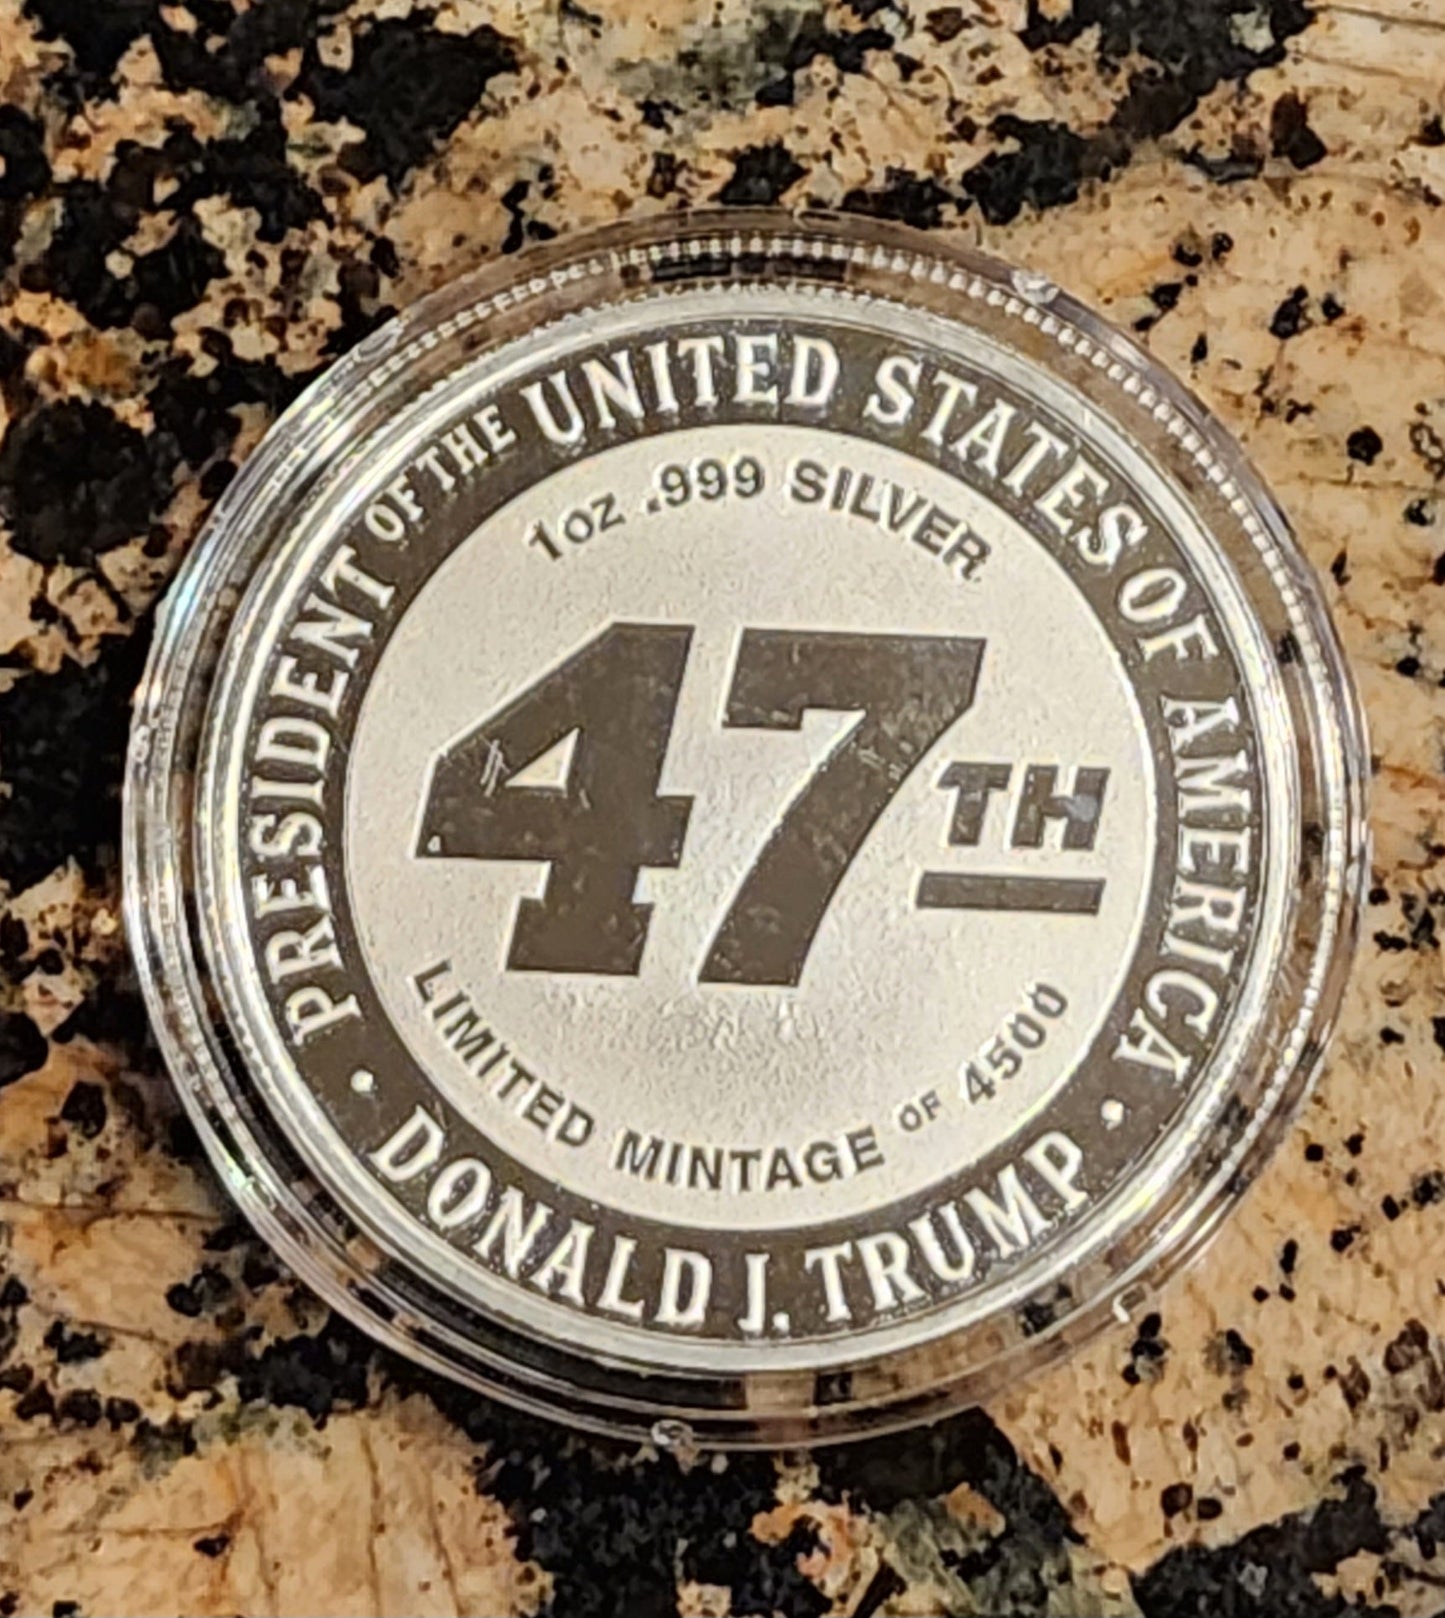 PRESIDENT OF THE UNITED STATES OF AMERICA
1oz .999 SILVER
47TH
LIMITED MINTAGE OF 4500
· DONALD J. TRUMP ·